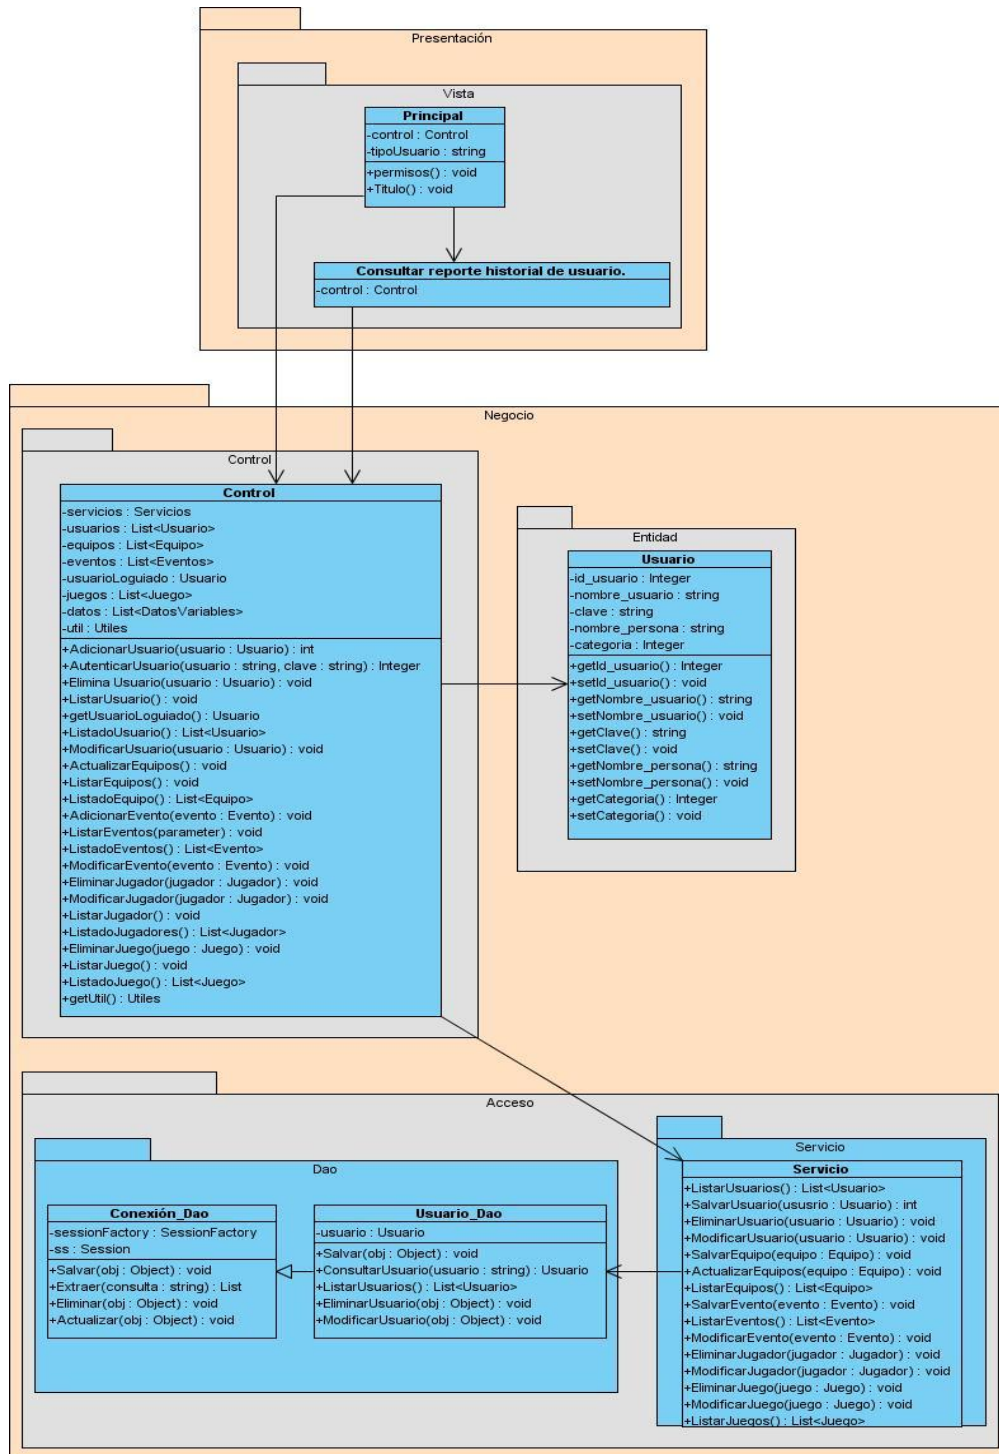 Presentación
Vista
Principal
-control : Control
-tipoUsuario : string
+permisos() : void
+Titulo() : void
Consultar reporte historial de usuario.
-control : Control
Negocio
Control
Control
-servicios : Servicios
-usuarios : List<Usuario>
-equipos : List<Equipo>
-eventos : List<Eventos>
-usuarioLoguiado : Usuario
-juegos : List<Juego>
-datos : List<DatosVariables>
-util : Utiles
+AdicionarUsuario(usuario : Usuario) : int
+AutenticarUsuario(usuario : string, clave : string) : Integer
+Elimina Usuario(usuario : Usuario) : void
+ListarUsuario() : void
+getUsuarioLoguiado() : Usuario
+ListadoUsuario() : List<Usuario>
+ModificarUsuario(usuario : Usuario) : void
+ActualizarEquipos() : void
+ListarEquipos() : void
+ListadoEquipo() : List<Equipo>
+AdicionarEvento(evento : Evento) : void
+ListarEventos(parameter) : void
+ListadoEventos() : List<Evento>
+ModificarEvento(evento : Evento) : void
+EliminarJugador(jugador : Jugador) : void
+ModificarJugador(jugador : Jugador) : void
+ListarJugador() : void
+ListadoJugadores() : List<Jugador>
+EliminarJuego(juego : Juego) : void
+ListarJuego() : void
+ListadoJuego() : List<Juego>
+getUtil() : Utiles
Entidad
Usuario
-id_usuario : Integer
-nombre_usuario : string
-clave : string
-nombre_persona : string
-categoria : Integer
+getId_usuario() : Integer
+setId_usuario() : void
+getNombre_usuario() : string
+setNombre_usuario() : void
+getClave() : string
+setClave() : void
+getNombre_persona() : string
+setNombre_persona() : void
+getCategoria() : Integer
+setCategoria() : void
Acceso
Dao
Conexión_Dao
-sessionFactory : SessionFactory
-ss : Session
+Salvar(obj : Object) : void
+Extraer(consulta : string) : List
+Eliminar(obj : Object) : void
+Actualizar(obj : Object) : void
Usuario_Dao
-usuario : Usuario
+Salvar(obj : Object) : void
+ConsultarUsuario(usuario : string) : Usuario
+ListarUsuarios() : List<Usuario>
+EliminarUsuario(obj : Object) : void
+ModificarUsuario(obj : Object) : void
Servicio
Servicio
+ListarUsuarios() : List<Usuario>
+SalvarUsuario(ususrio : Usuario) : int
+EliminarUsuario(usuario : Usuario) : void
+ModificarUsuario(usuario : Usuario) : void
+SalvarEquipo(equipo : Equipo) : void
+ActualizarEquipos(equipo : Equipo) : void
+ListarEquipos() : List<Equipo>
+SalvarEvento(evento : Evento) : void
+ListarEventos() : List<Evento>
+ModificarEvento(evento : Evento) : void
+EliminarJugador(jugador : Jugador) : void
+ModificarJugador(jugador : Jugador) : void
+EliminarJuego(juego : Juego) : void
+ModificarJuego(juego : Juego) : void
+ListarJuegos() : List<Juego>